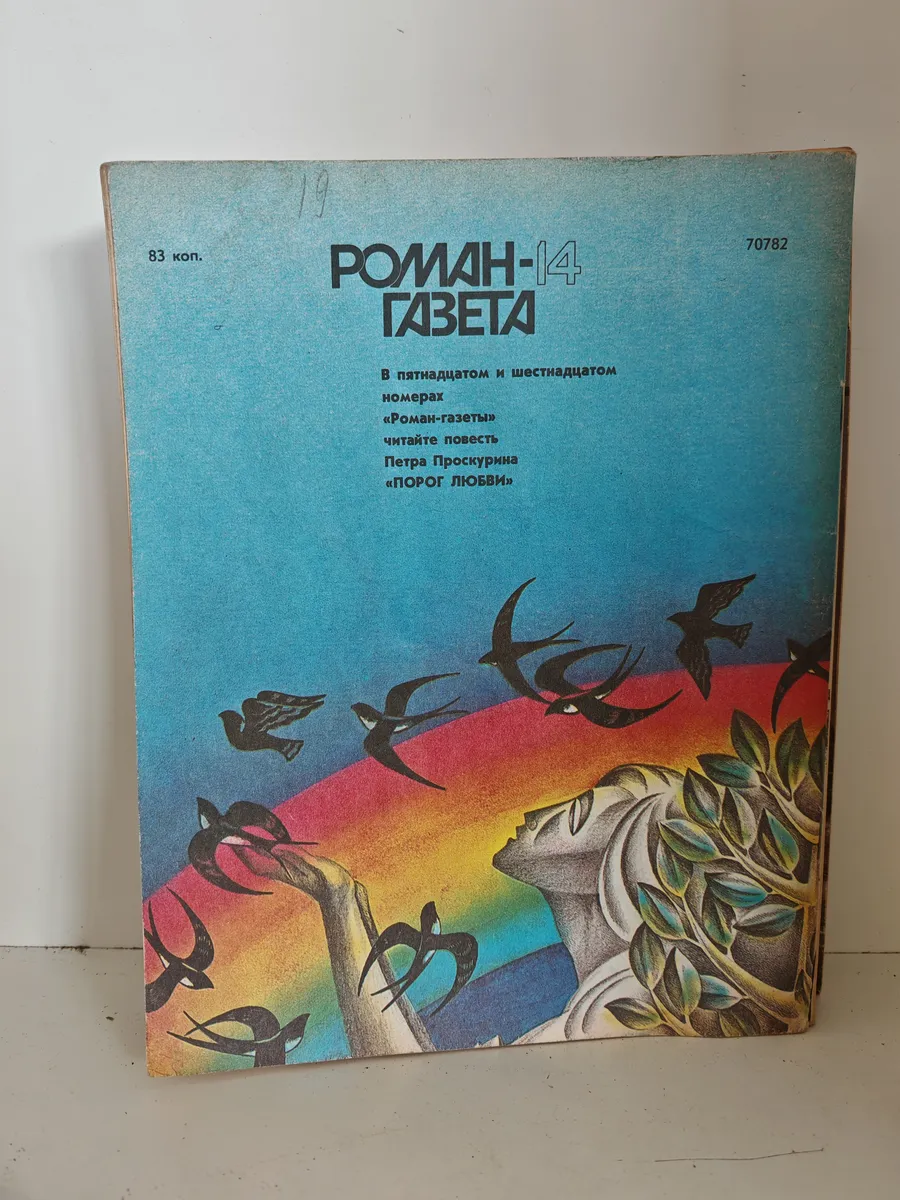 19
83 коп.
РОМАН-14
70782
ГАЗЕТА
В пятнадцатом и шестнадцатом
номерах
«Роман-газеты»
читайте повесть
Петра Проскурина
«ПОРОГ ЛЮБВИ»